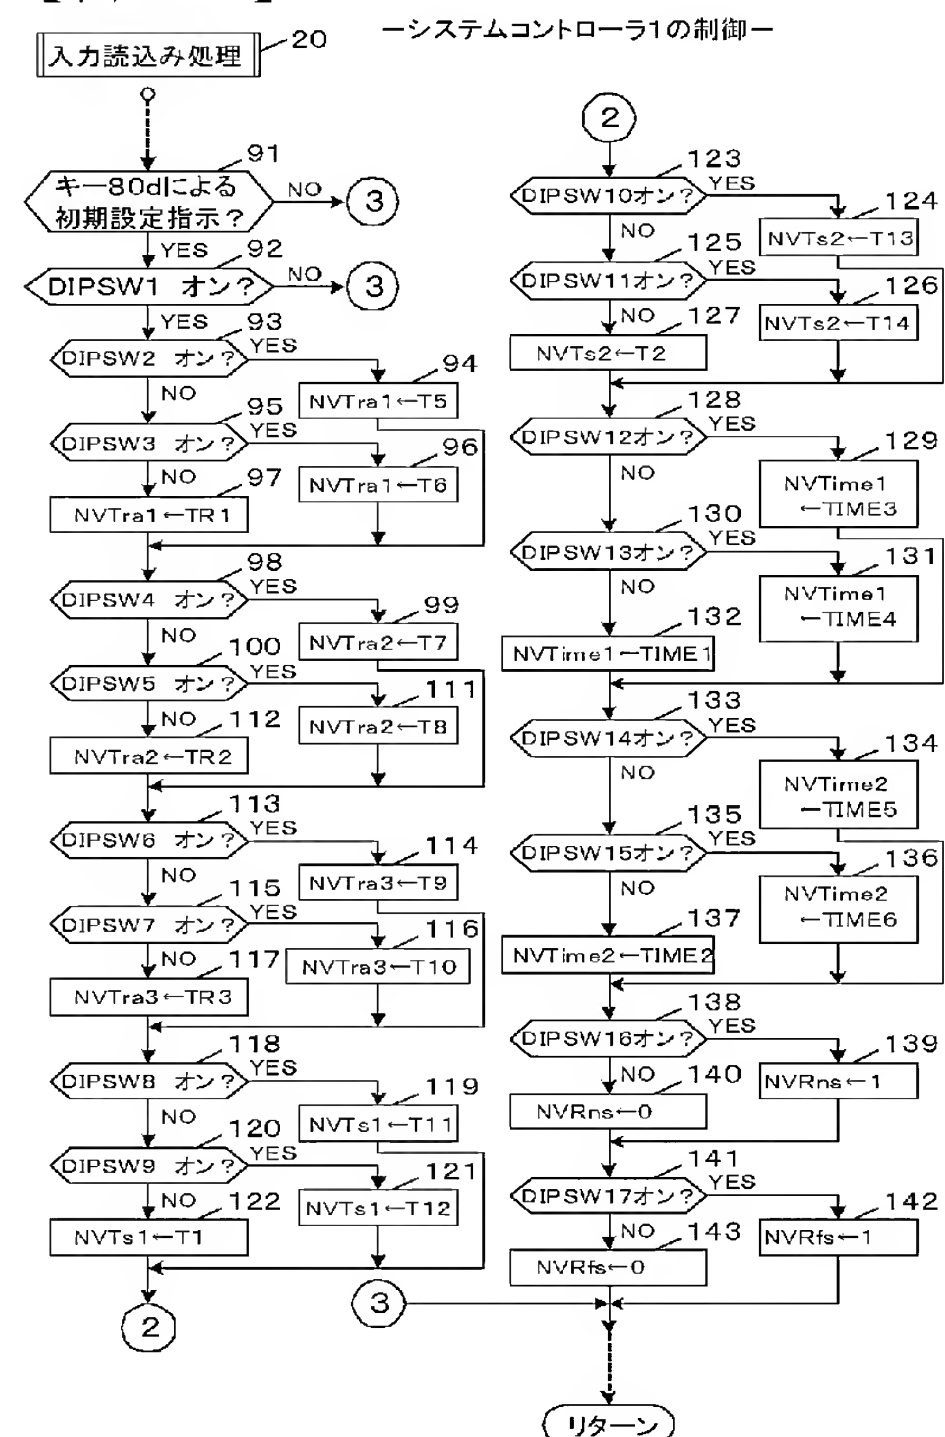 ーシステムコントローラ1の制御ー
入力読込み処理
20
91
キー80dlによる
初期設定指示?
NO
3
YES
92
DIPSW1 オン?
NO
3
YES
93
DIPSW2 オン?
YES
94
NVTra1←T5
NO
95
DIPSW3 オン?
YES
96
NVTra1←T6
NO
97
NVTra1←TR1
98
DIPSW4 オン?
YES
99
NVTra2←T7
NO
100
DIPSW5 オン?
YES
111
NVTra2←T8
NO
112
NVTra2←TR2
113
DIPSW6 オン?
YES
114
NVTra3←T9
NO
115
DIPSW7 オン?
YES
116
NVTra3←T10
NO
117
NVTra3←TR3
118
DIPSW8 オン?
YES
119
NVTs1←T11
NO
120
DIPSW9 オン?
YES
121
NVTs1←T12
NO
122
NVTs1←T1
2
3
2
123
DIPSW10オン?
YES
124
NVTs2←T13
NO
125
DIPSW11オン?
YES
126
NVTs2←T14
NO
127
NVTs2←T2
128
DIPSW12オン?
YES
129
NVTime1
←TIME3
NO
130
DIPSW13オン?
YES
131
NVTime1
←TIME4
NO
132
NVTime1←TIME1
133
DIPSW14オン?
YES
134
NVTime2
←TIME5
NO
135
DIPSW15オン?
YES
136
NVTime2
←TIME6
NO
137
NVTime2←TIME2
138
DIPSW16オン?
YES
139
NVRns←1
NO
140
NVRns←0
141
DIPSW17オン?
YES
142
NVRfs←1
NO
143
NVRfs←0
リターン